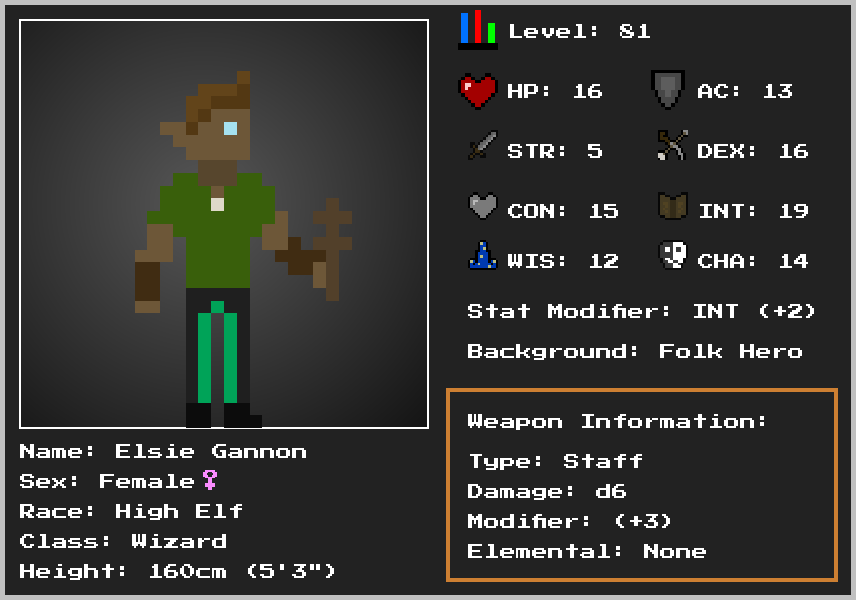 Level: 81
HP: 16
AC: 13
STR: 5
DEX: 16
CON: 15
INT: 19
WIS: 12
CHA: 14
Stat Modifier: INT (+2)
Background: Folk Hero
Weapon Information:
Type: Staff
Damage: d6
Modifier: (+3)
Elemental: None
Name: Elsie Gannon
Sex: Female♀
Race: High Elf
Class: Wizard
Height: 160cm (5'3")